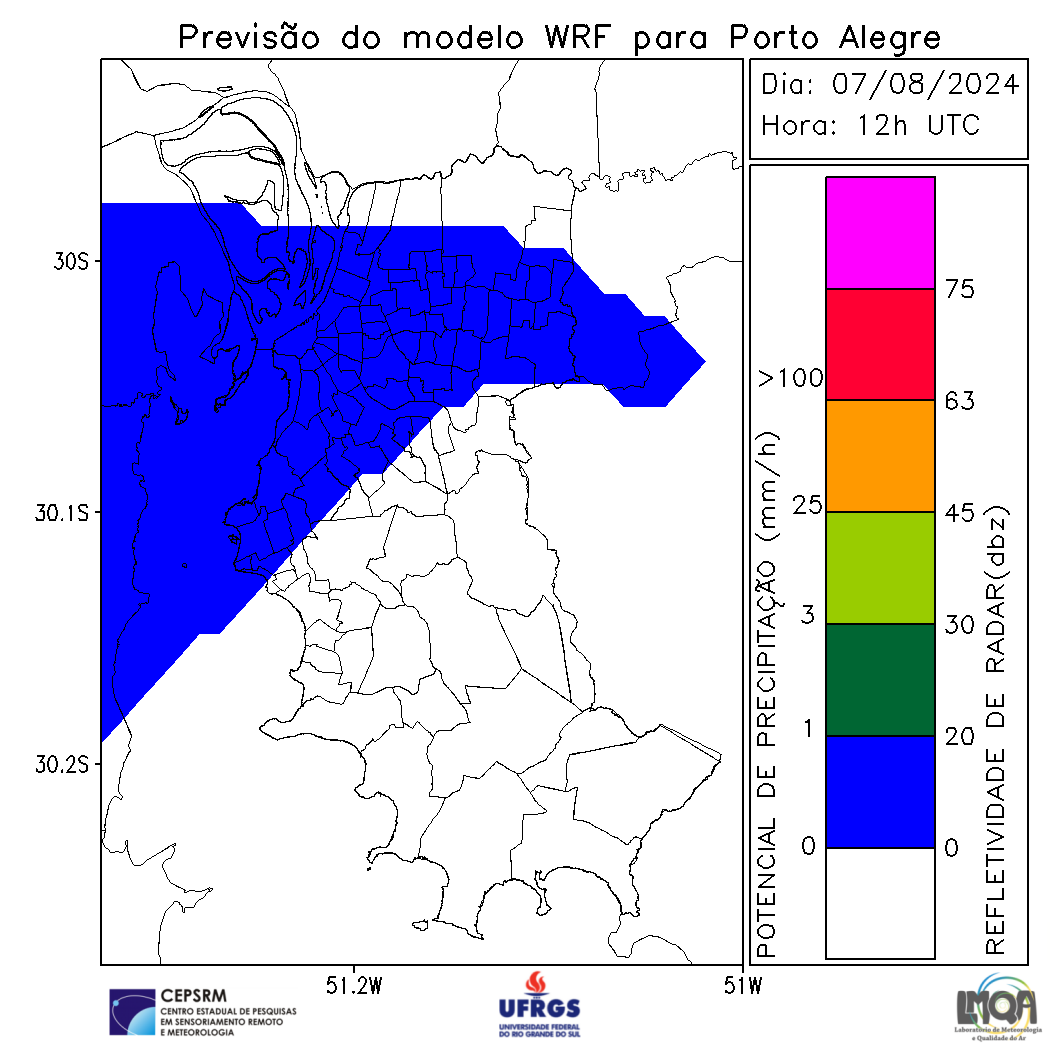 Previsão do modelo WRF para Porto Alegre
Dia: 07/08/2024
Hora: 12h UTC
30S
30.1S
30.2S
51.2W
51W
POTENCIAL DE PRECIPITAÇÃO (mm/h)
>100
25
3
1
0
75
63
45
30
20
0
REFLETIVIDADE DE RADAR(dbz)
CEPSRM
CENTRO ESTADUAL DE PESQUISAS
EM SENSORIAMENTO REMOTO
E METEOROLOGIA
UFRGS
UNIVERSIDADE FEDERAL
DO RIO GRANDE DO SUL
LMQA
Laboratório de Meteorologia
e Qualidade do Ar